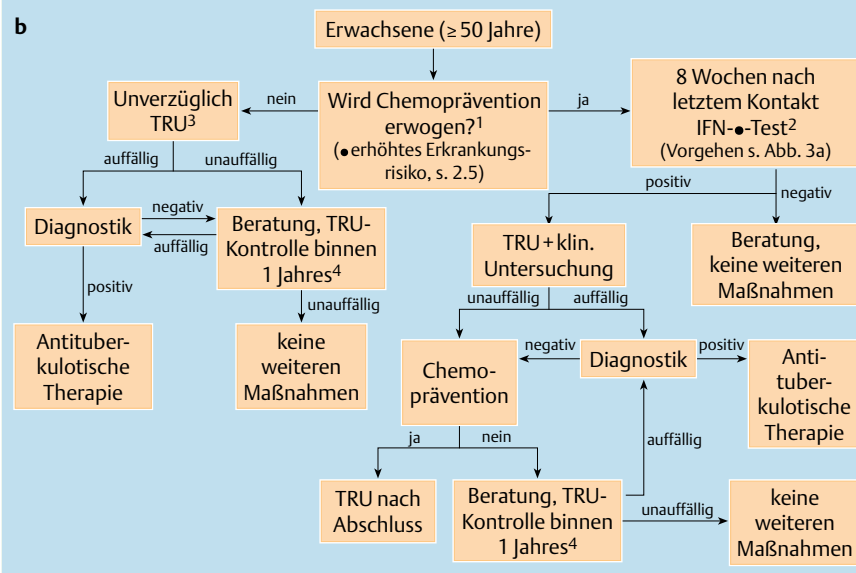 b
Erwachsene (≥ 50 Jahre)
nein
Wird Chemoprävention
erwogen?¹
(● erhöhtes Erkrankungs-
risiko, s. 2.5)
ja
Unverzüglich
TRU³
8 Wochen nach
letztem Kontakt
IFN-●-Test²
(Vorgehen s. Abb. 3a)
auffällig
unauffällig
positiv
negativ
Diagnostik
negativ
auffällig
Beratung, TRU-
Kontrolle binnen
1 Jahres⁴
TRU + klin.
Untersuchung
Beratung,
keine weiteren
Maßnahmen
positiv
unauffällig
unauffällig
auffällig
Antituber-
kulotische
Therapie
keine
weiteren
Maßnahmen
Chemo-
prävention
negativ
Diagnostik
positiv
Anti-
tuber-
kulotische
Therapie
ja
nein
auffällig
TRU nach
Abschluss
Beratung, TRU-
Kontrolle binnen
1 Jahres⁴
unauffällig
keine
weiteren
Maßnahmen